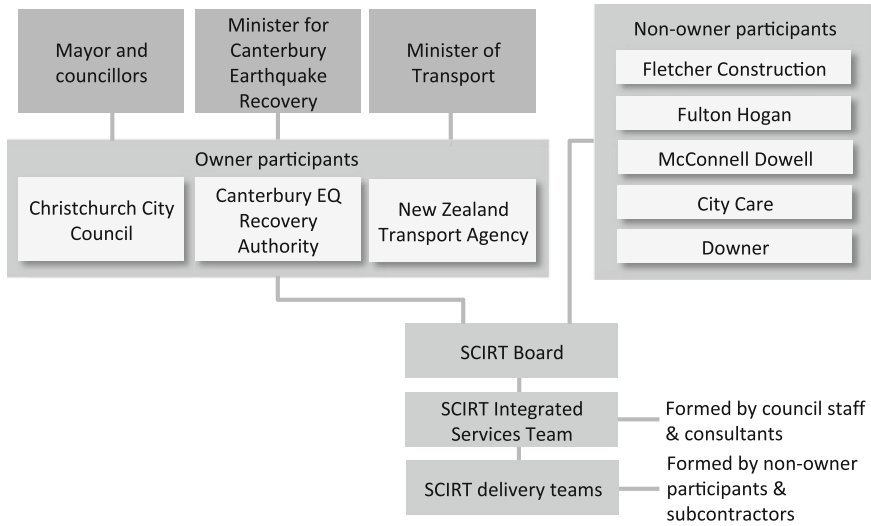 Mayor and
councillors
Minister for
Canterbury
Earthquake
Recovery
Minister of
Transport
Owner participants
Christchurch City
Council
Canterbury EQ
Recovery
Authority
New Zealand
Transport Agency
Non-owner participants
Fletcher Construction
Fulton Hogan
McConnell Dowell
City Care
Downer
SCIRT Board
SCIRT Integrated
Services Team
Formed by council staff
& consultants
SCIRT delivery teams
Formed by non-owner
participants &
subcontractors